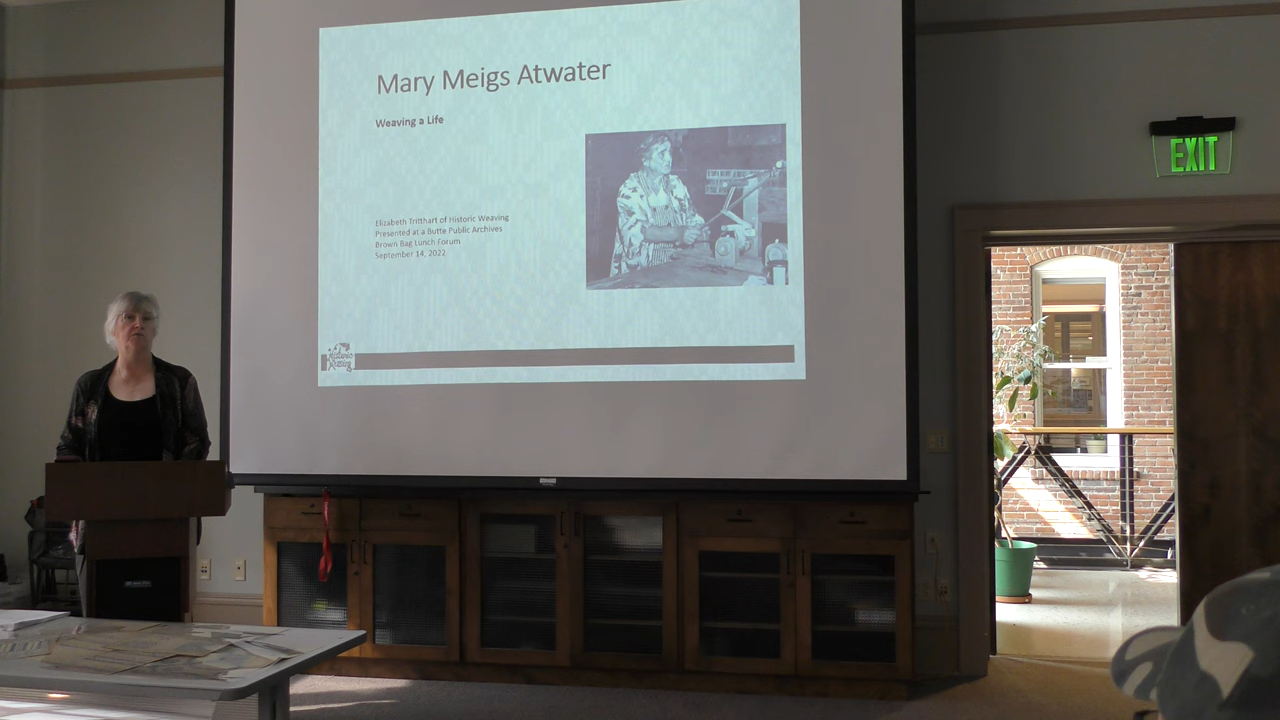 Mary Meigs Atwater
Weaving a Life
Elizabeth Tritthart of Historic Weaving
Presented at a Butte Public Archives
Brown Bag Lunch Forum
September 14, 2022
Historic
EXIT